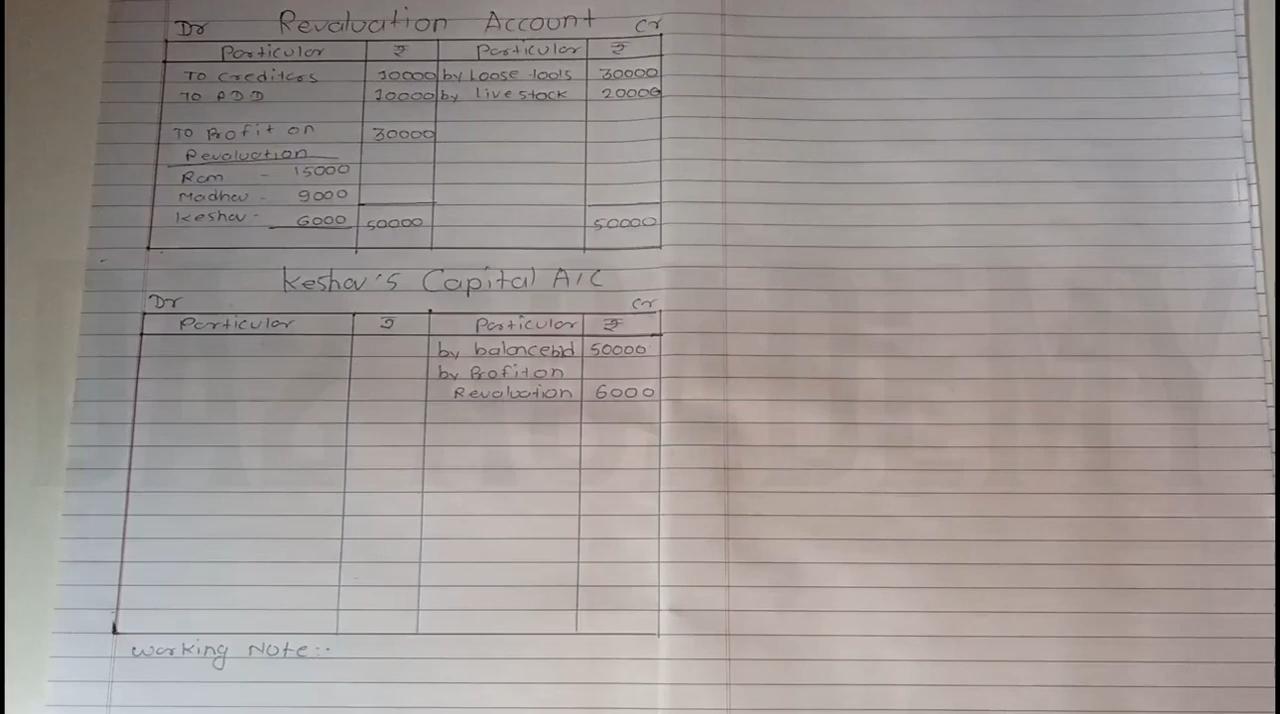 Dr Revaluation Account Cr
Particular ₹ Particular ₹
To Creditors 10000 by Loose tools 30000
To RDD 10000 by Livestock 20000
To Profit on 30000
Revaluation
Ram - 15000
Madhav - 9000
Keshav - 6000 50000 50000
Keshav's Capital A/C
Dr Cr
Particular ₹ Particular ₹
by balance b/d 50000
by Profit on
Revaluation 6000
Working Note:-